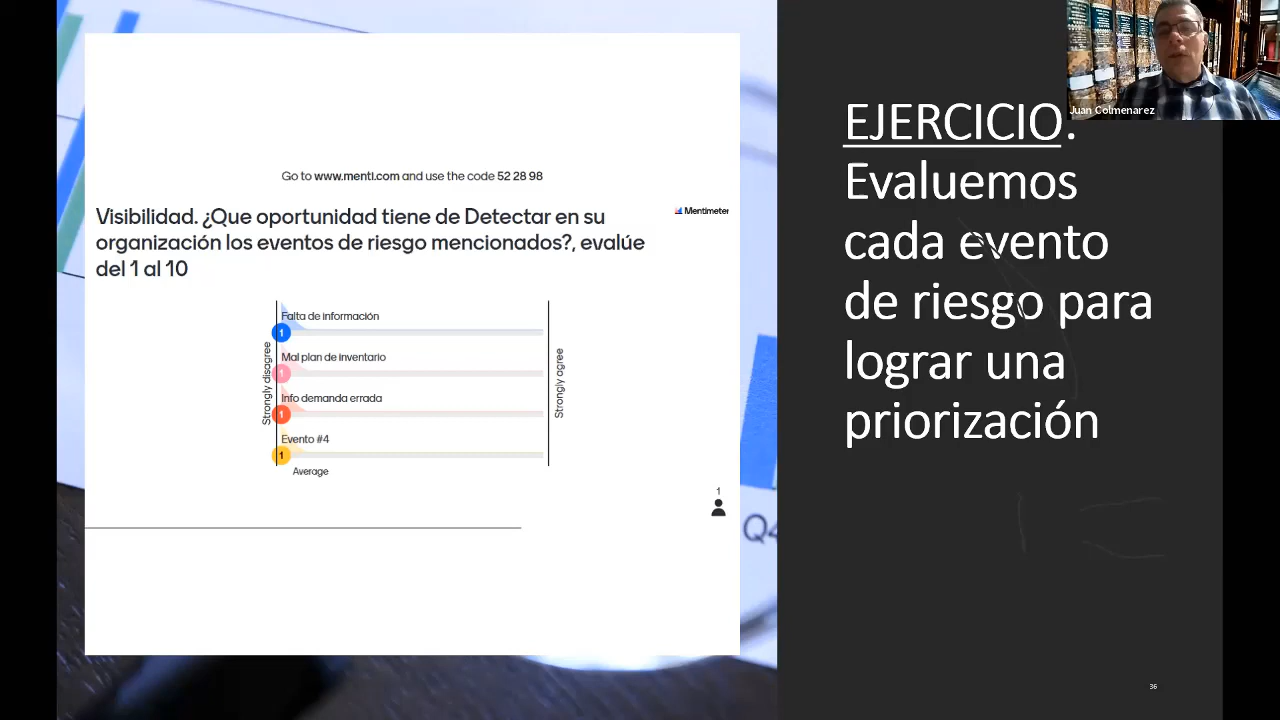 Go to www.menti.com and use the code 52 28 98
Visibilidad. ¿Que oportunidad tiene de Detectar en su
organización los eventos de riesgo mencionados?, evalúe
del 1 al 10
Mentimeter
Strongly disagree
Falta de información
1
Mal plan de inventario
1
Info demanda errada
1
Evento #4
1
Average
Strongly agree
1
Q4
EJERCICIO.
Evaluemos
cada evento
de riesgo para
lograr una
priorización
36
Juan Colmenarez